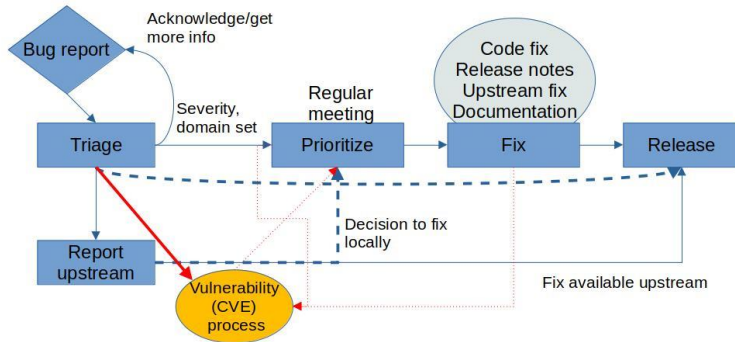 Acknowledge/get
more info
Bug report
Code fix
Release notes
Upstream fix
Documentation
Regular
meeting
Severity,
domain set
Triage
Prioritize
Fix
Release
Decision to fix
locally
Report
upstream
Fix available upstream
Vulnerability
(CVE)
process